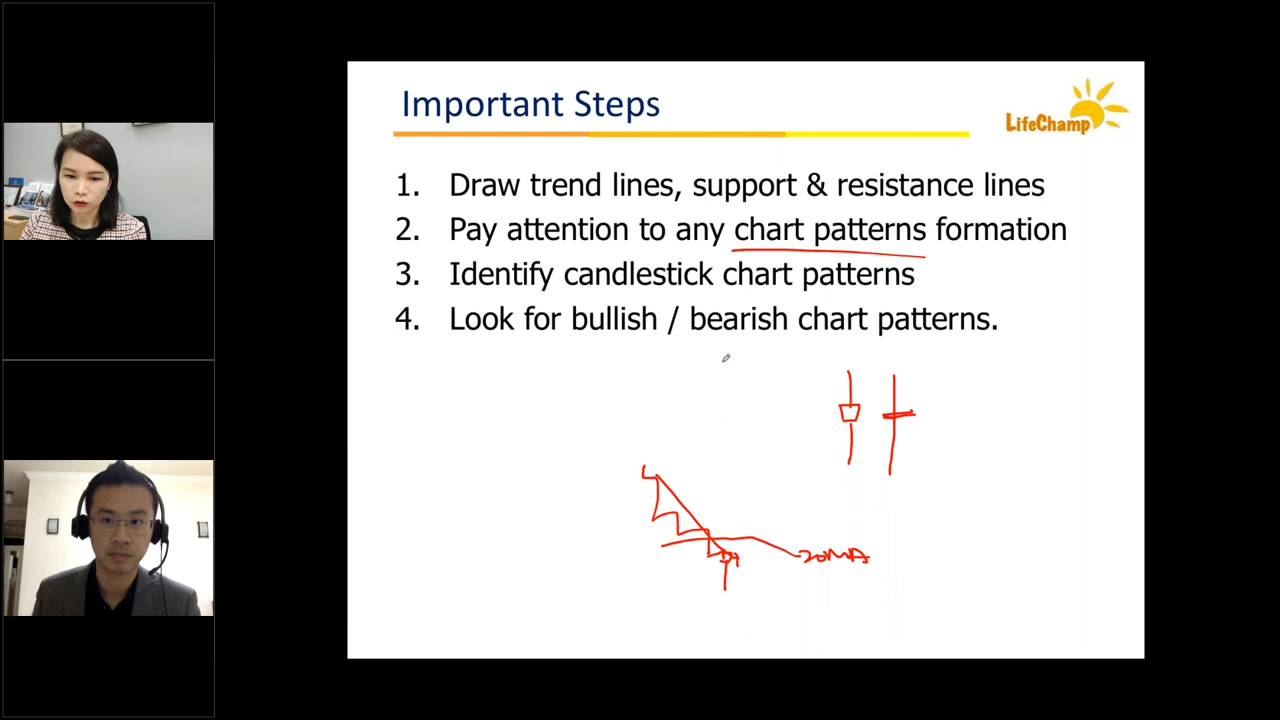 Important Steps
LifeChamp
1. Draw trend lines, support & resistance lines
2. Pay attention to any chart patterns formation
3. Identify candlestick chart patterns
4. Look for bullish / bearish chart patterns.
20MA